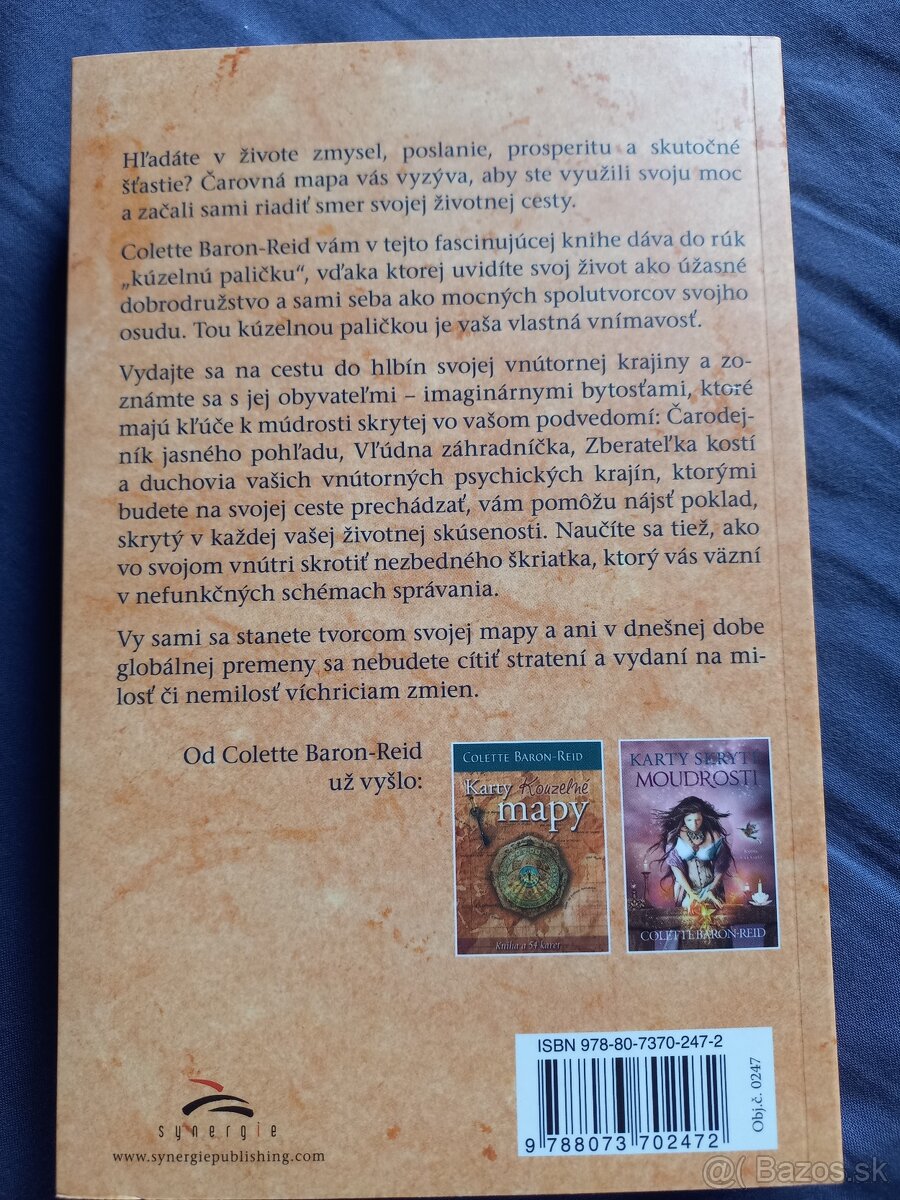 Hľadáte v živote zmysel, poslanie, prosperitu a skutočné
šťastie? Čarovná mapa vás vyzýva, aby ste využili svoju moc
a začali sami riadiť smer svojej životnej cesty.
Colette Baron-Reid vám v tejto fascinujúcej knihe dáva do rúk
„kúzelnú paličku“, vďaka ktorej uvidíte svoj život ako úžasné
dobrodružstvo a sami seba ako mocných spolutvorcov svojho
osudu. Tou kúzelnou paličkou je vaša vlastná vnímavosť.
Vydajte sa na cestu do hlbín svojej vnútornej krajiny a zo-
známte sa s jej obyvateľmi – imaginárnymi bytosťami, ktoré
majú kľúče k múdrosti skrytej vo vašom podvedomí: Čarodej-
ník jasného pohľadu, Vľúdna záhradníčka, Zberateľka kostí
a duchovia vašich vnútorných psychických krajín, ktorými
budete na svojej ceste prechádzať, vám pomôžu nájsť poklad,
skrytý v každej vašej životnej skúsenosti. Naučíte sa tiež, ako
vo svojom vnútri skrotiť nezbedného škriatka, ktorý vás väzní
v nefunkčných schémach správania.
Vy sami sa stanete tvorcom svojej mapy a ani v dnešnej dobe
globálnej premeny sa nebudete cítiť stratení a vydaní na mi-
losť či nemilosť víchriciam zmien.
Od Colette Baron-Reid
už vyšlo:
COLETTE BARON-REID
Karty Kouzelné
mapy
Kniha a 54 karet
KARTY SKRYTÉ
MOUDROSTI
COLETTE BARON-REID
ISBN 978-80-7370-247-2
9 788073 702472
Obj.č. 0247
synergie
www.synergiepublishing.com
@( Bazos.sk